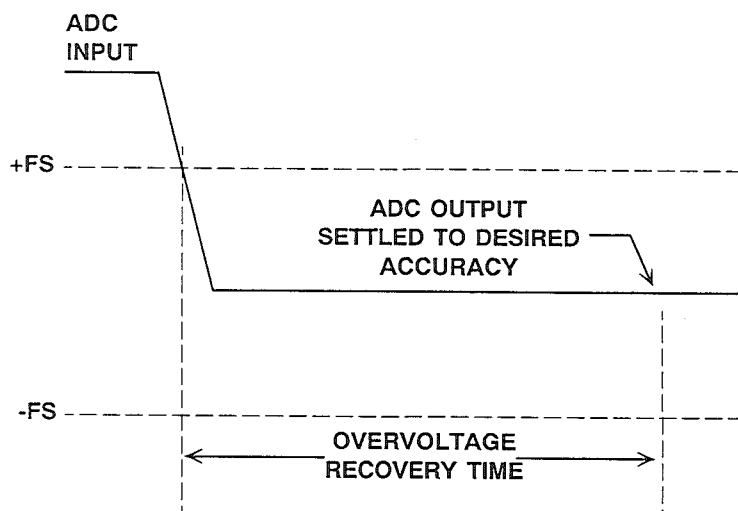 ADC
INPUT
+FS
ADC OUTPUT
SETTLED TO DESIRED
ACCURACY
-FS
OVERVOLTAGE
RECOVERY TIME